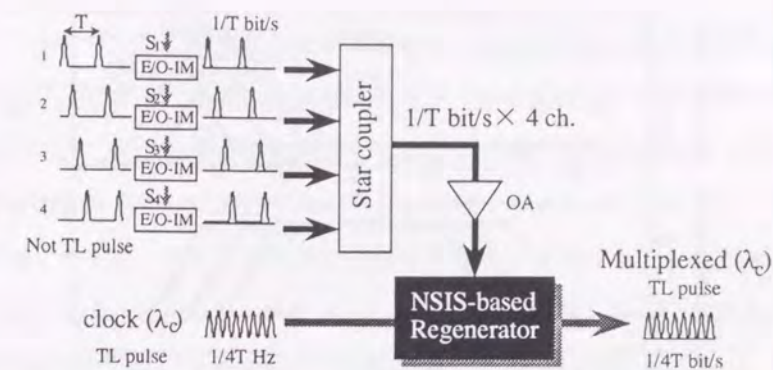 T
1/T bit/s
1
S1
E/O-IM
2
S2
E/O-IM
3
S3
E/O-IM
4
S4
E/O-IM
Not TL pulse
Star coupler
1/T bit/s × 4 ch.
OA
NSIS-based
Regenerator
clock (λc)
TL pulse
1/4T Hz
Multiplexed (λc)
TL pulse
1/4T bit/s